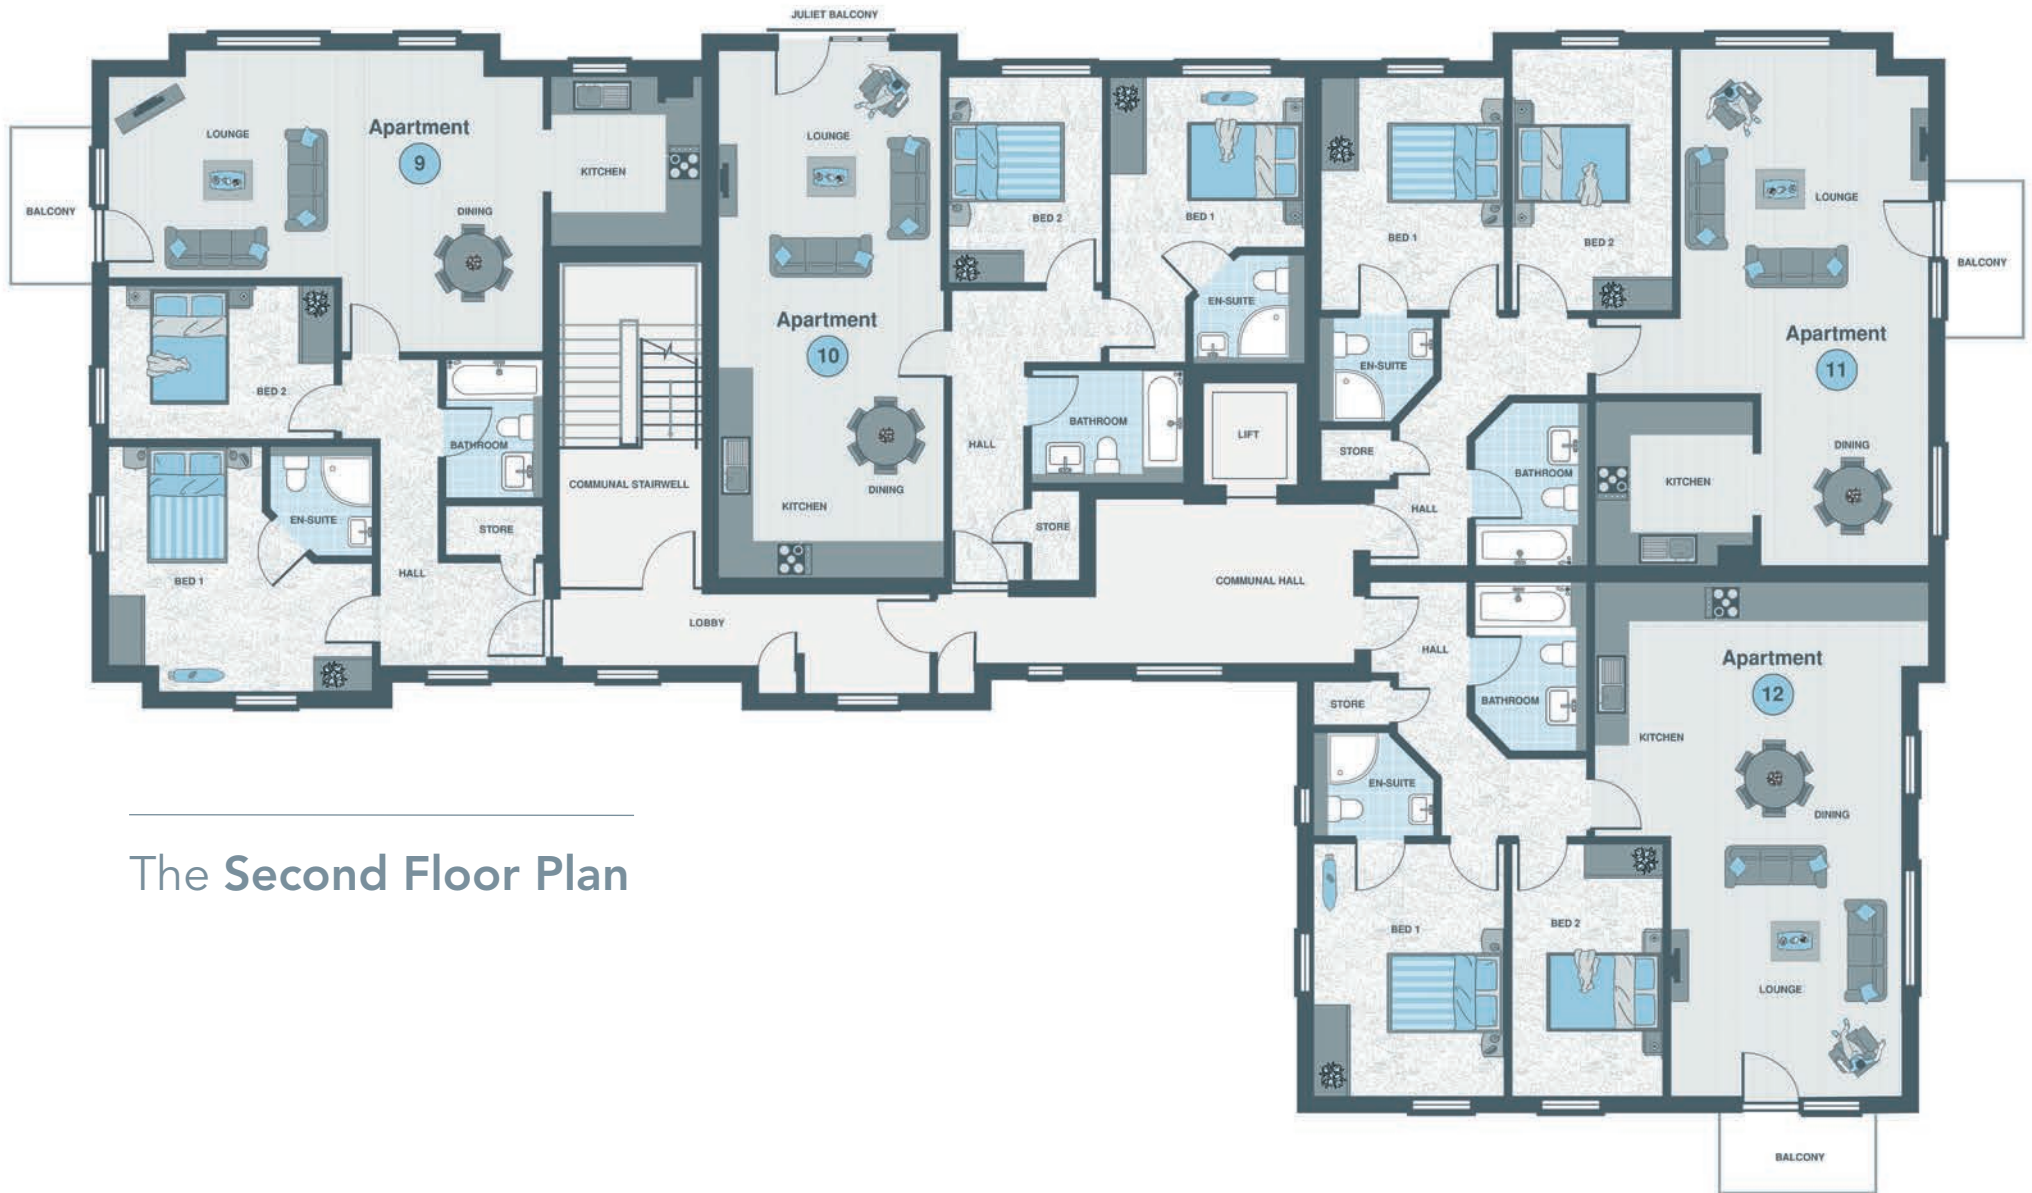 JULIET BALCONY
LOUNGE
Apartment
9
KITCHEN
BALCONY
DINING
BED 2
BATHROOM
COMMUNAL STAIRWELL
EN-SUITE
STORE
BED 1
HALL
LOBBY
LOUNGE
Apartment
10
DINING
KITCHEN
BED 2
BED 1
EN-SUITE
BATHROOM
HALL
STORE
LIFT
COMMUNAL HALL
BED 1
BED 2
EN-SUITE
STORE
BATHROOM
HALL
LOUNGE
BALCONY
Apartment
11
DINING
KITCHEN
HALL
STORE
BATHROOM
EN-SUITE
BED 1
BED 2
Apartment
12
KITCHEN
DINING
LOUNGE
BALCONY
The Second Floor Plan